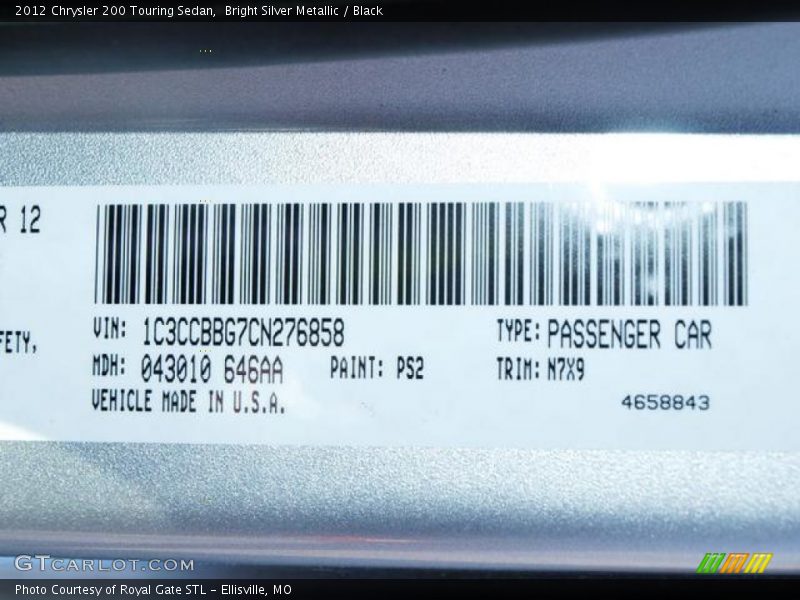 2012 Chrysler 200 Touring Sedan,  Bright Silver Metallic / Black
R 12
VIN: 1C3CCBBG7CN276858 TYPE: PASSENGER CAR
FETY,
MDH: 043010 646AA PAINT: PS2 TRIM: N7X9
VEHICLE MADE IN U.S.A. 4658843
GTCARLOT.COM
Photo Courtesy of Royal Gate STL - Ellisville, MO